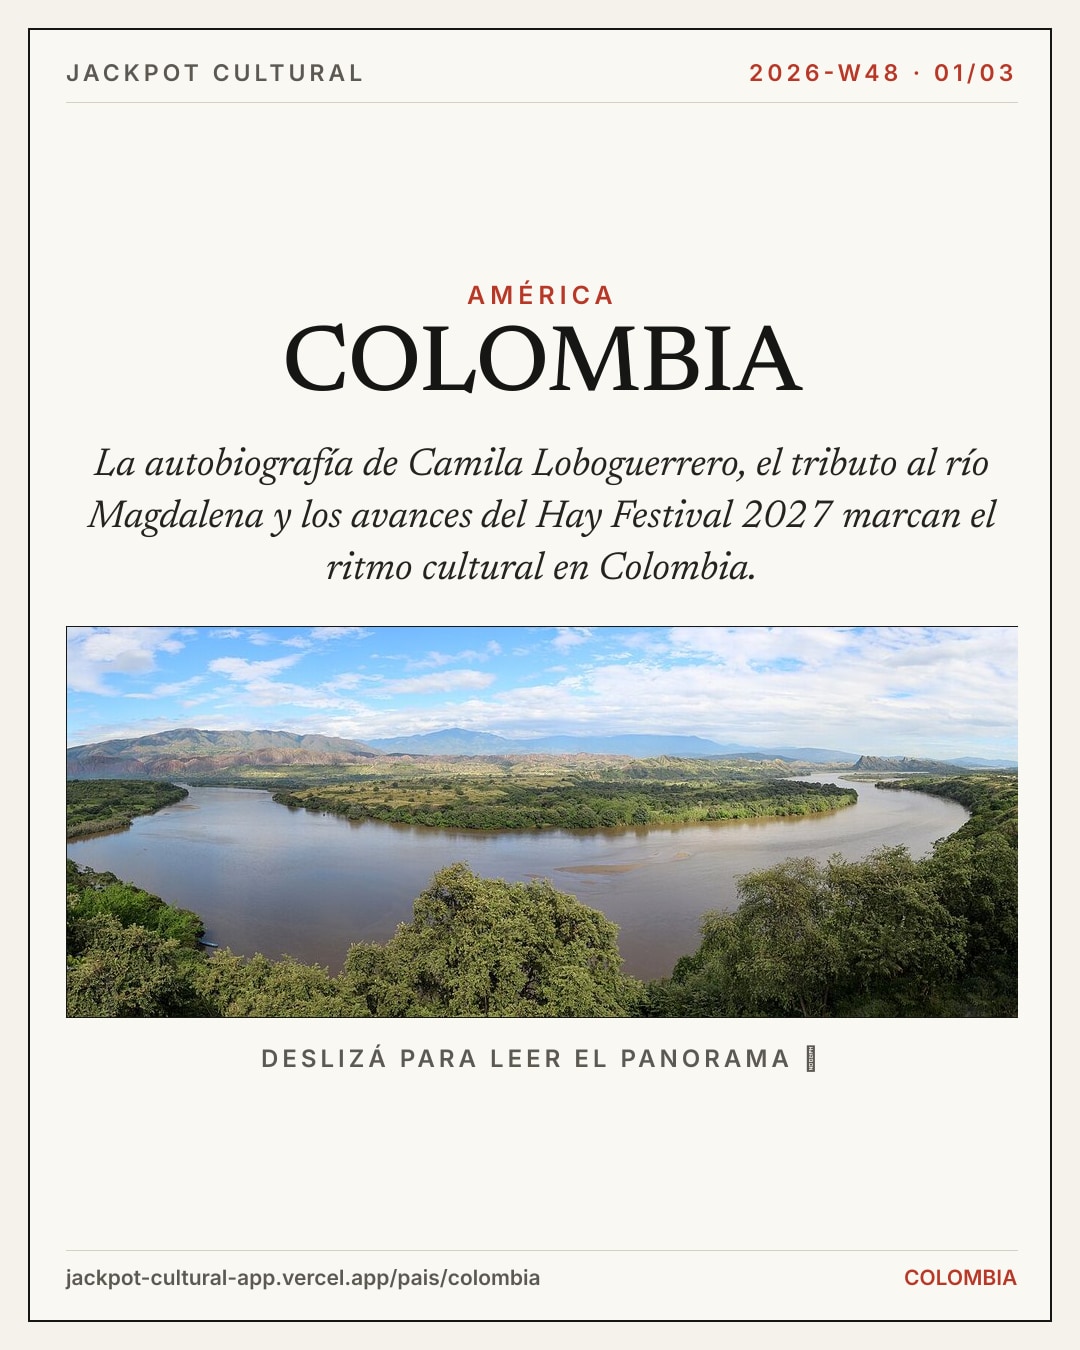 JACKPOT CULTURAL
2026-W48 · 01/03
AMÉRICA
COLOMBIA
La autobiografía de Camila Loboguerrero, el tributo al río
Magdalena y los avances del Hay Festival 2027 marcan el
ritmo cultural en Colombia.
DESLIZÁ PARA LEER EL PANORAMA
jackpot-cultural-app.vercel.app/pais/colombia
COLOMBIA